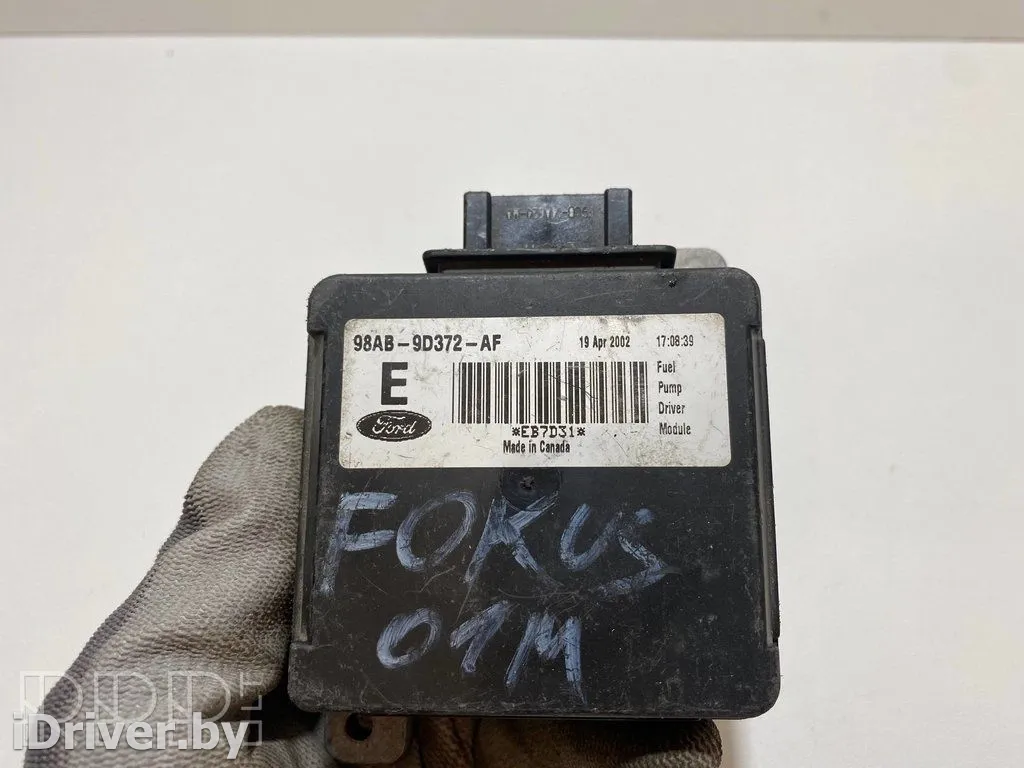 98AB-9D372-AF
19 Apr 2002 17:08:39
E
Fuel
Pump
Driver
Module
Ford
*EB7D31*
Made in Canada
FOKUS
01M
iDriver.by